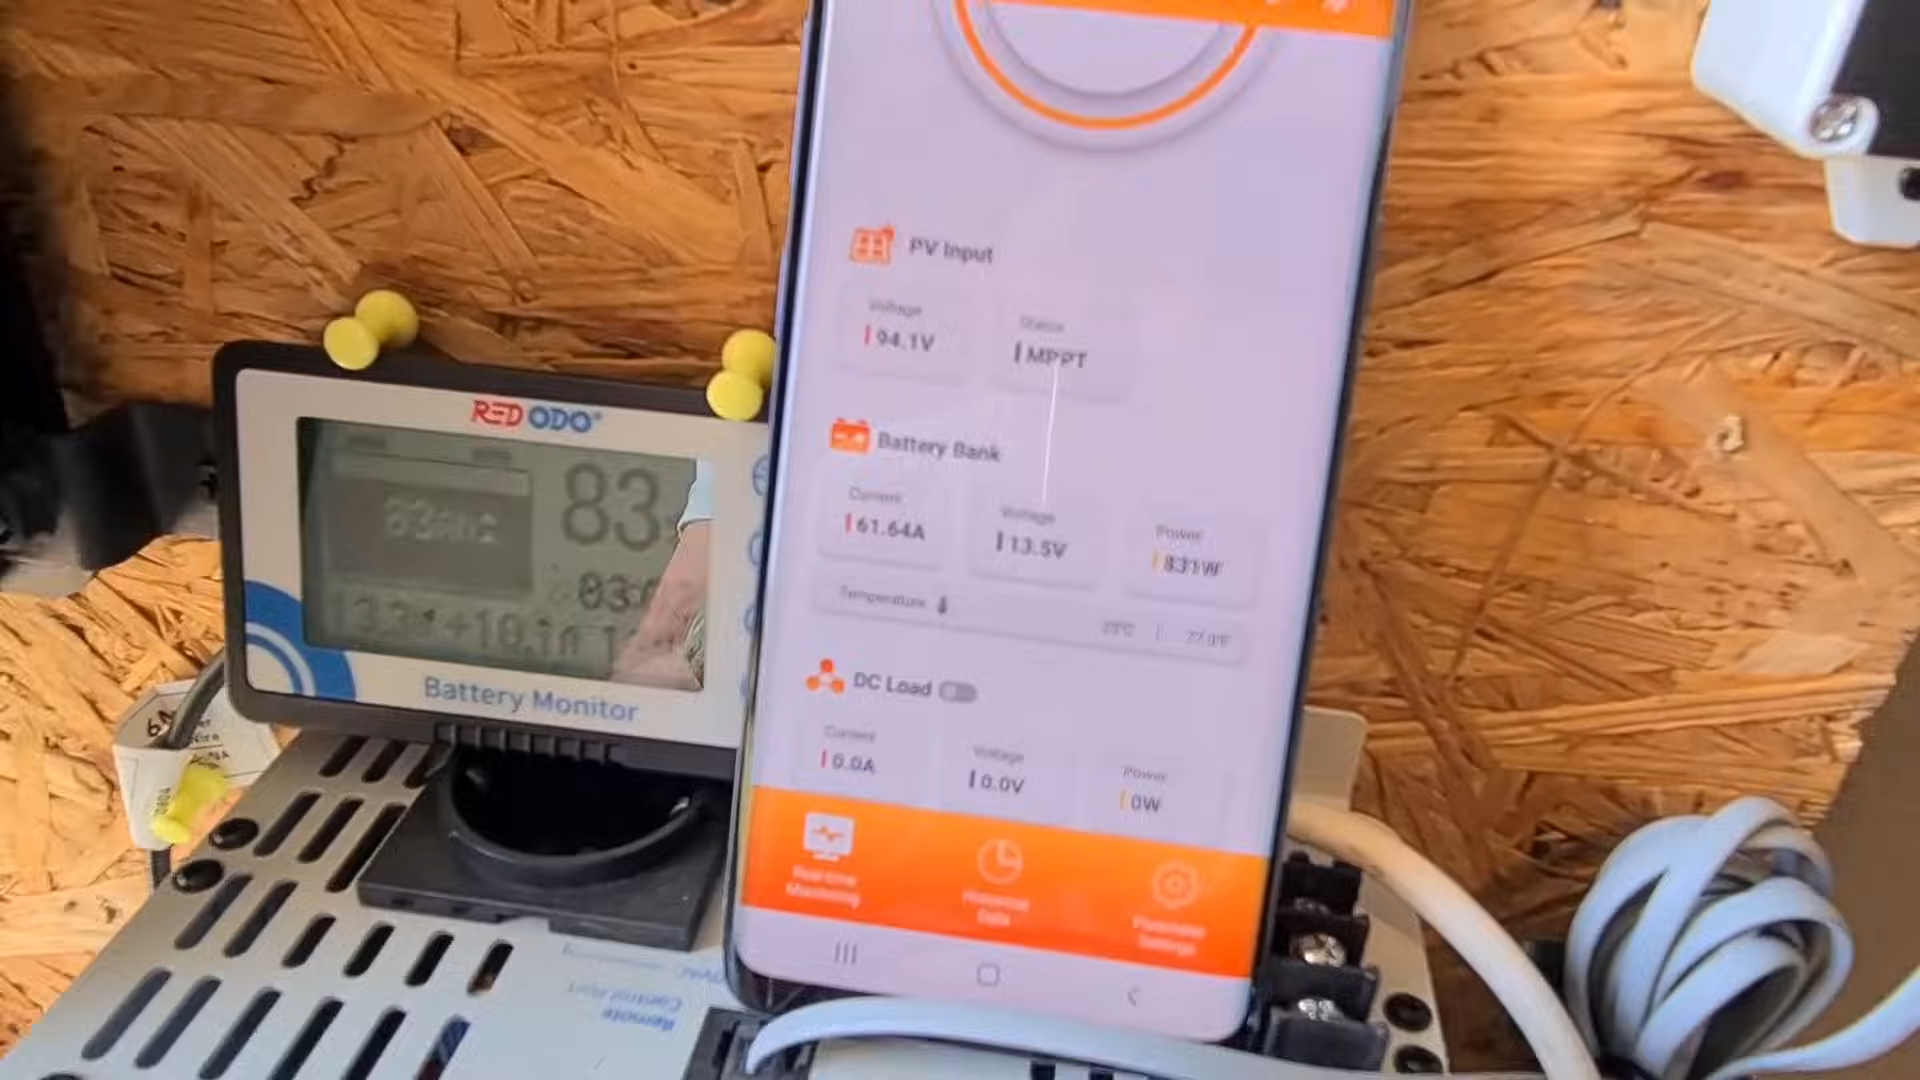 PV Input
Voltage
94.1V
Status
MPPT
Battery Bank
Current
61.64A
Voltage
13.5V
Power
831W
Temperature
25°C | 77.0°F
DC Load
Current
0.0A
Voltage
0.0V
Power
0W
Real-time
Monitoring
Historical
Data
Parameter
Settings
REDODO
83
Battery Monitor
Remote
Control Port